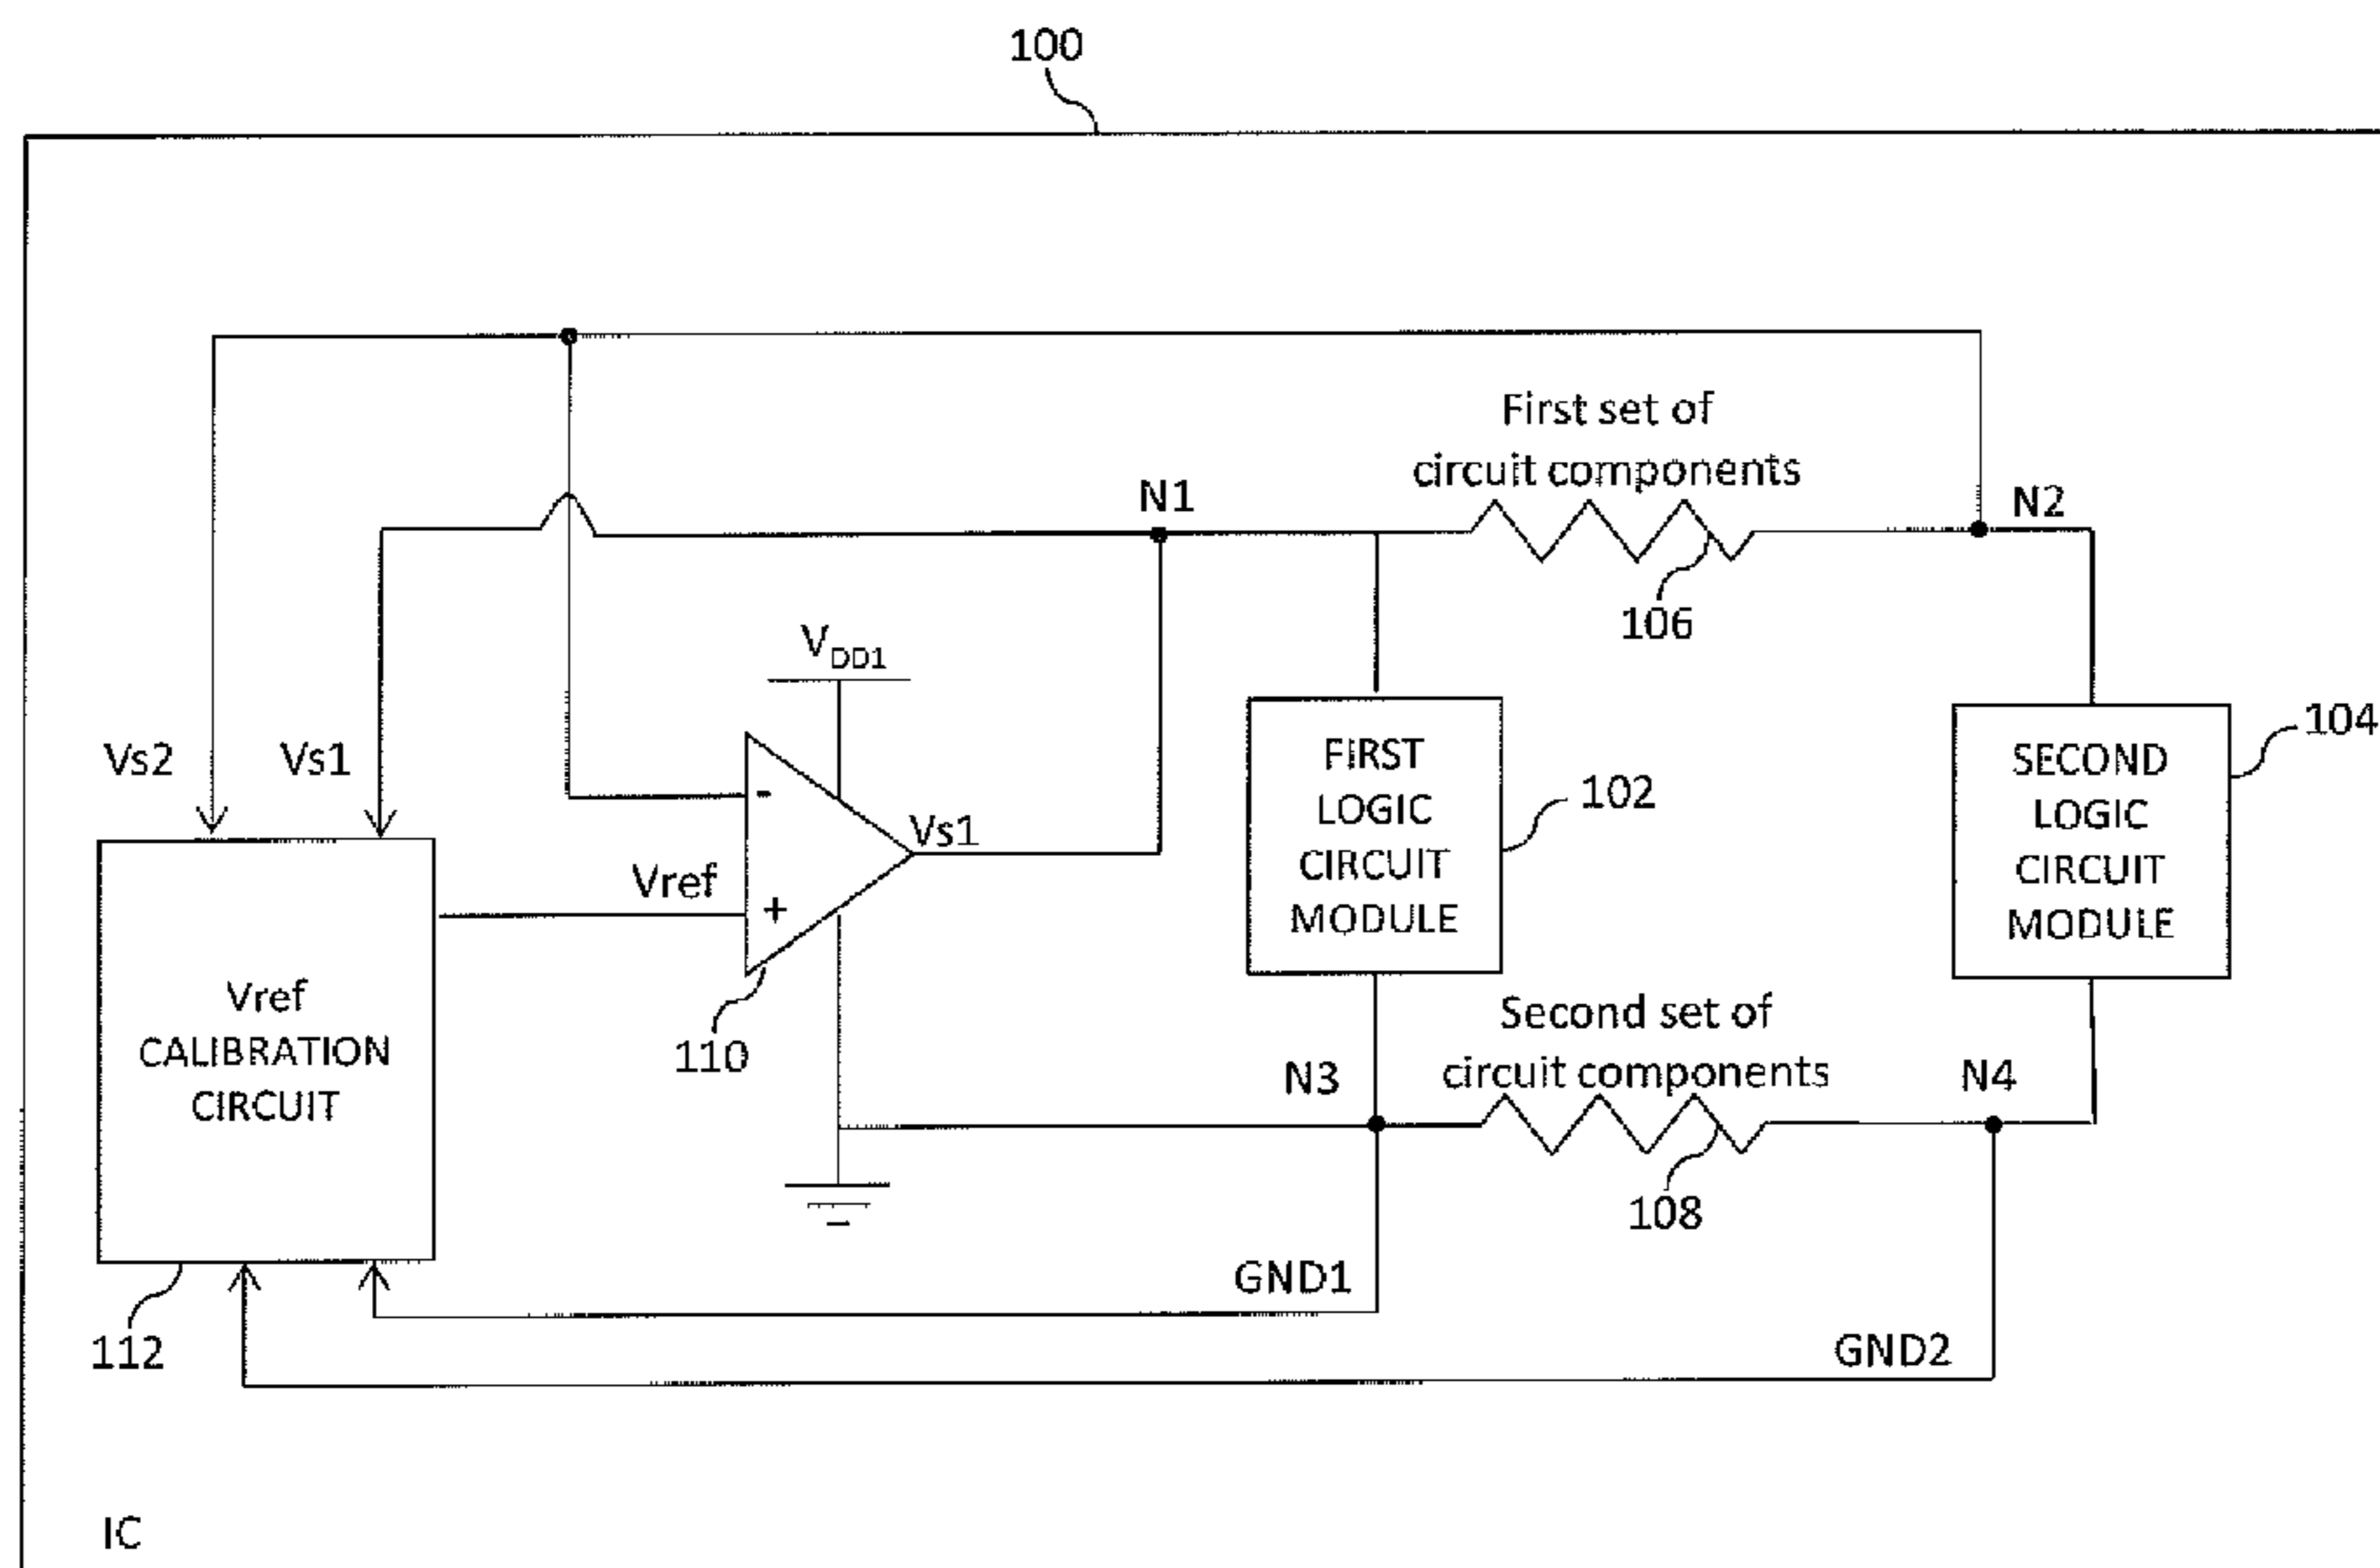 100
First set of
circuit components
N1
N2
106
VDD1
Vs2
Vs1
104
FIRST
LOGIC
CIRCUIT
MODULE
102
SECOND
LOGIC
CIRCUIT
MODULE
-
Vs1
Vref
+
110
Vref
CALIBRATION
CIRCUIT
Second set of
circuit components
N3
N4
108
GND1
112
GND2
IC